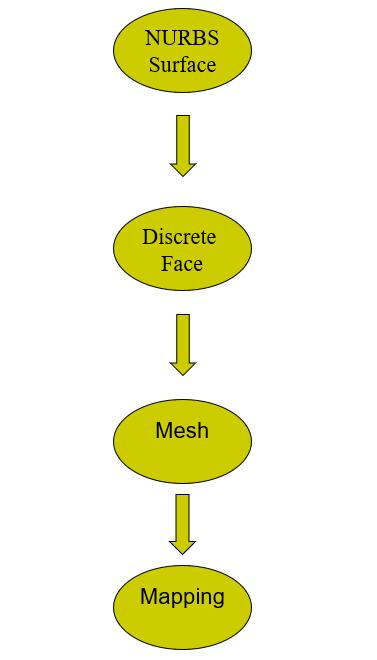 NURBS
Surface
Discrete
Face
Mesh
Mapping